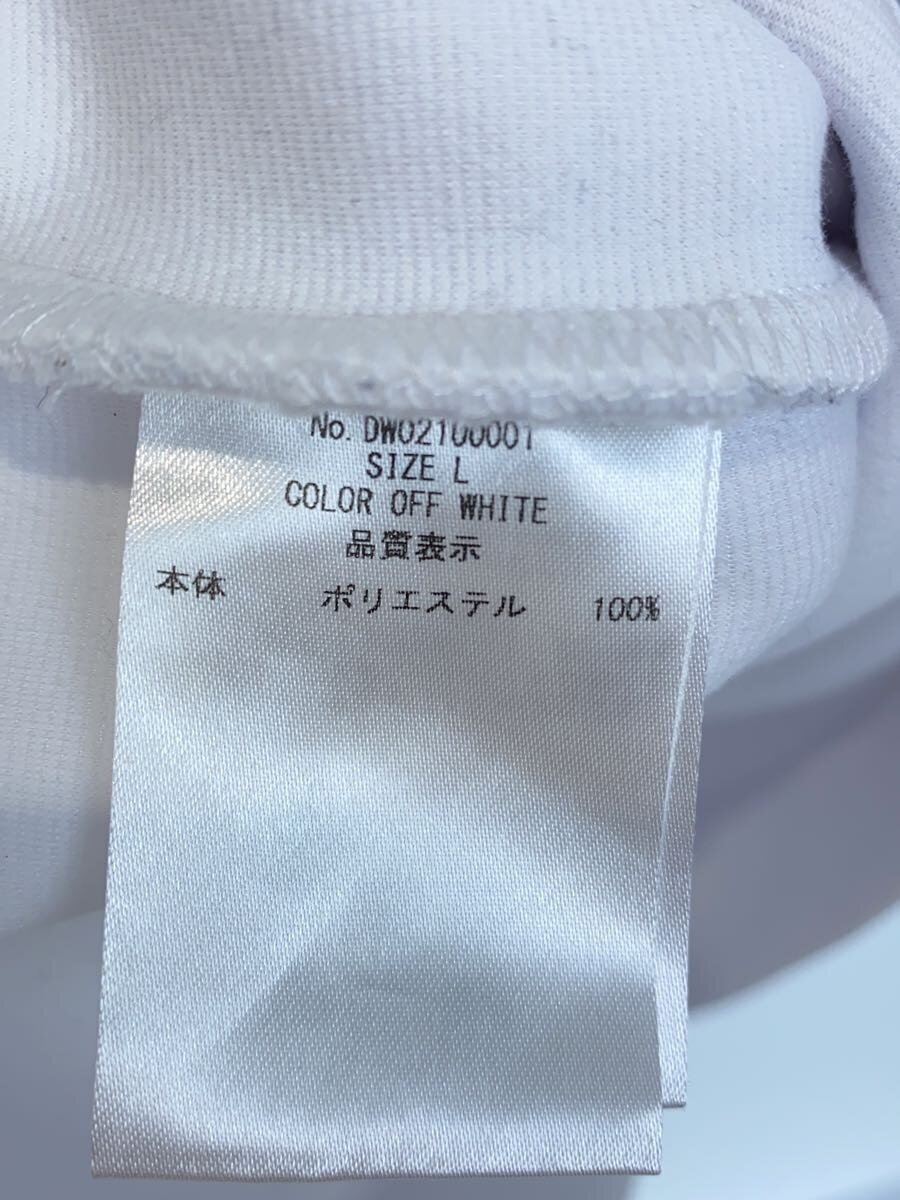 No. DW02100001
SIZE L
COLOR OFF WHITE
品質表示
本体 ポリエステル 100%